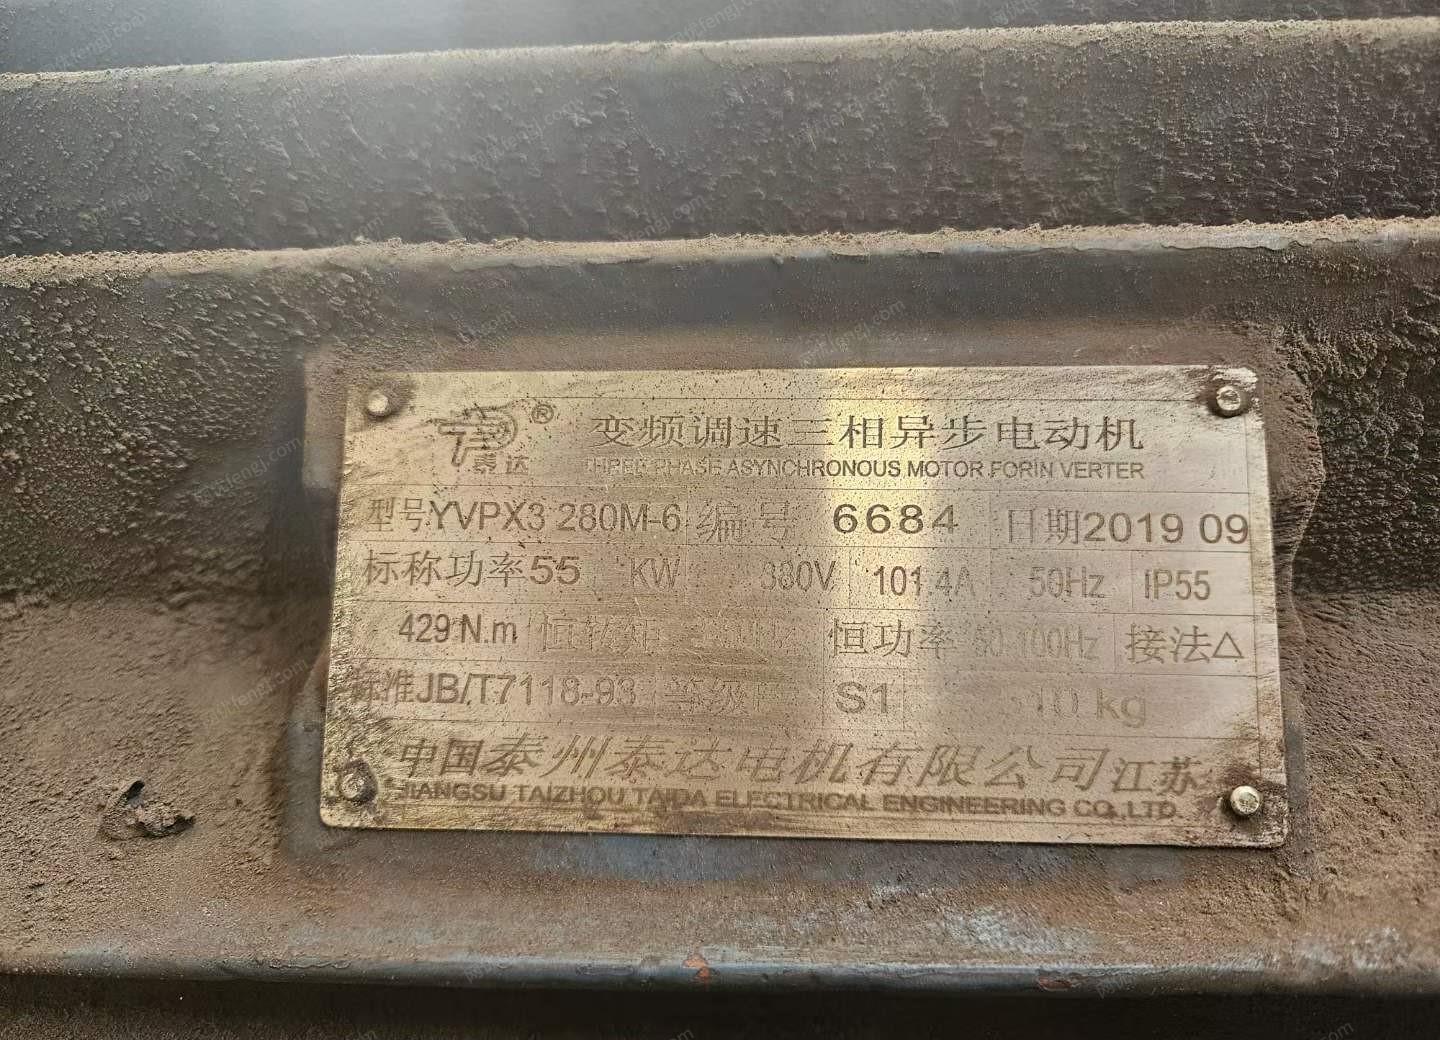 泰达 ® 变频调速三相异步电动机
THREE PHASE ASYNCHRONOUS MOTOR FORIN VERTER
型号YVPX3 280M-6 编号 6684 日期2019 09
标称功率55 KW 380V 101.4A 50Hz IP55
429 N.m 恒转矩 恒功率 50 100Hz 接法△
标准JB/T7118-93 等级 S1 kg
中国泰州泰达电机有限公司 江苏
JIANGSU TAIZHOU TAIDA ELECTRICAL ENGINEERING CO.,LTD.